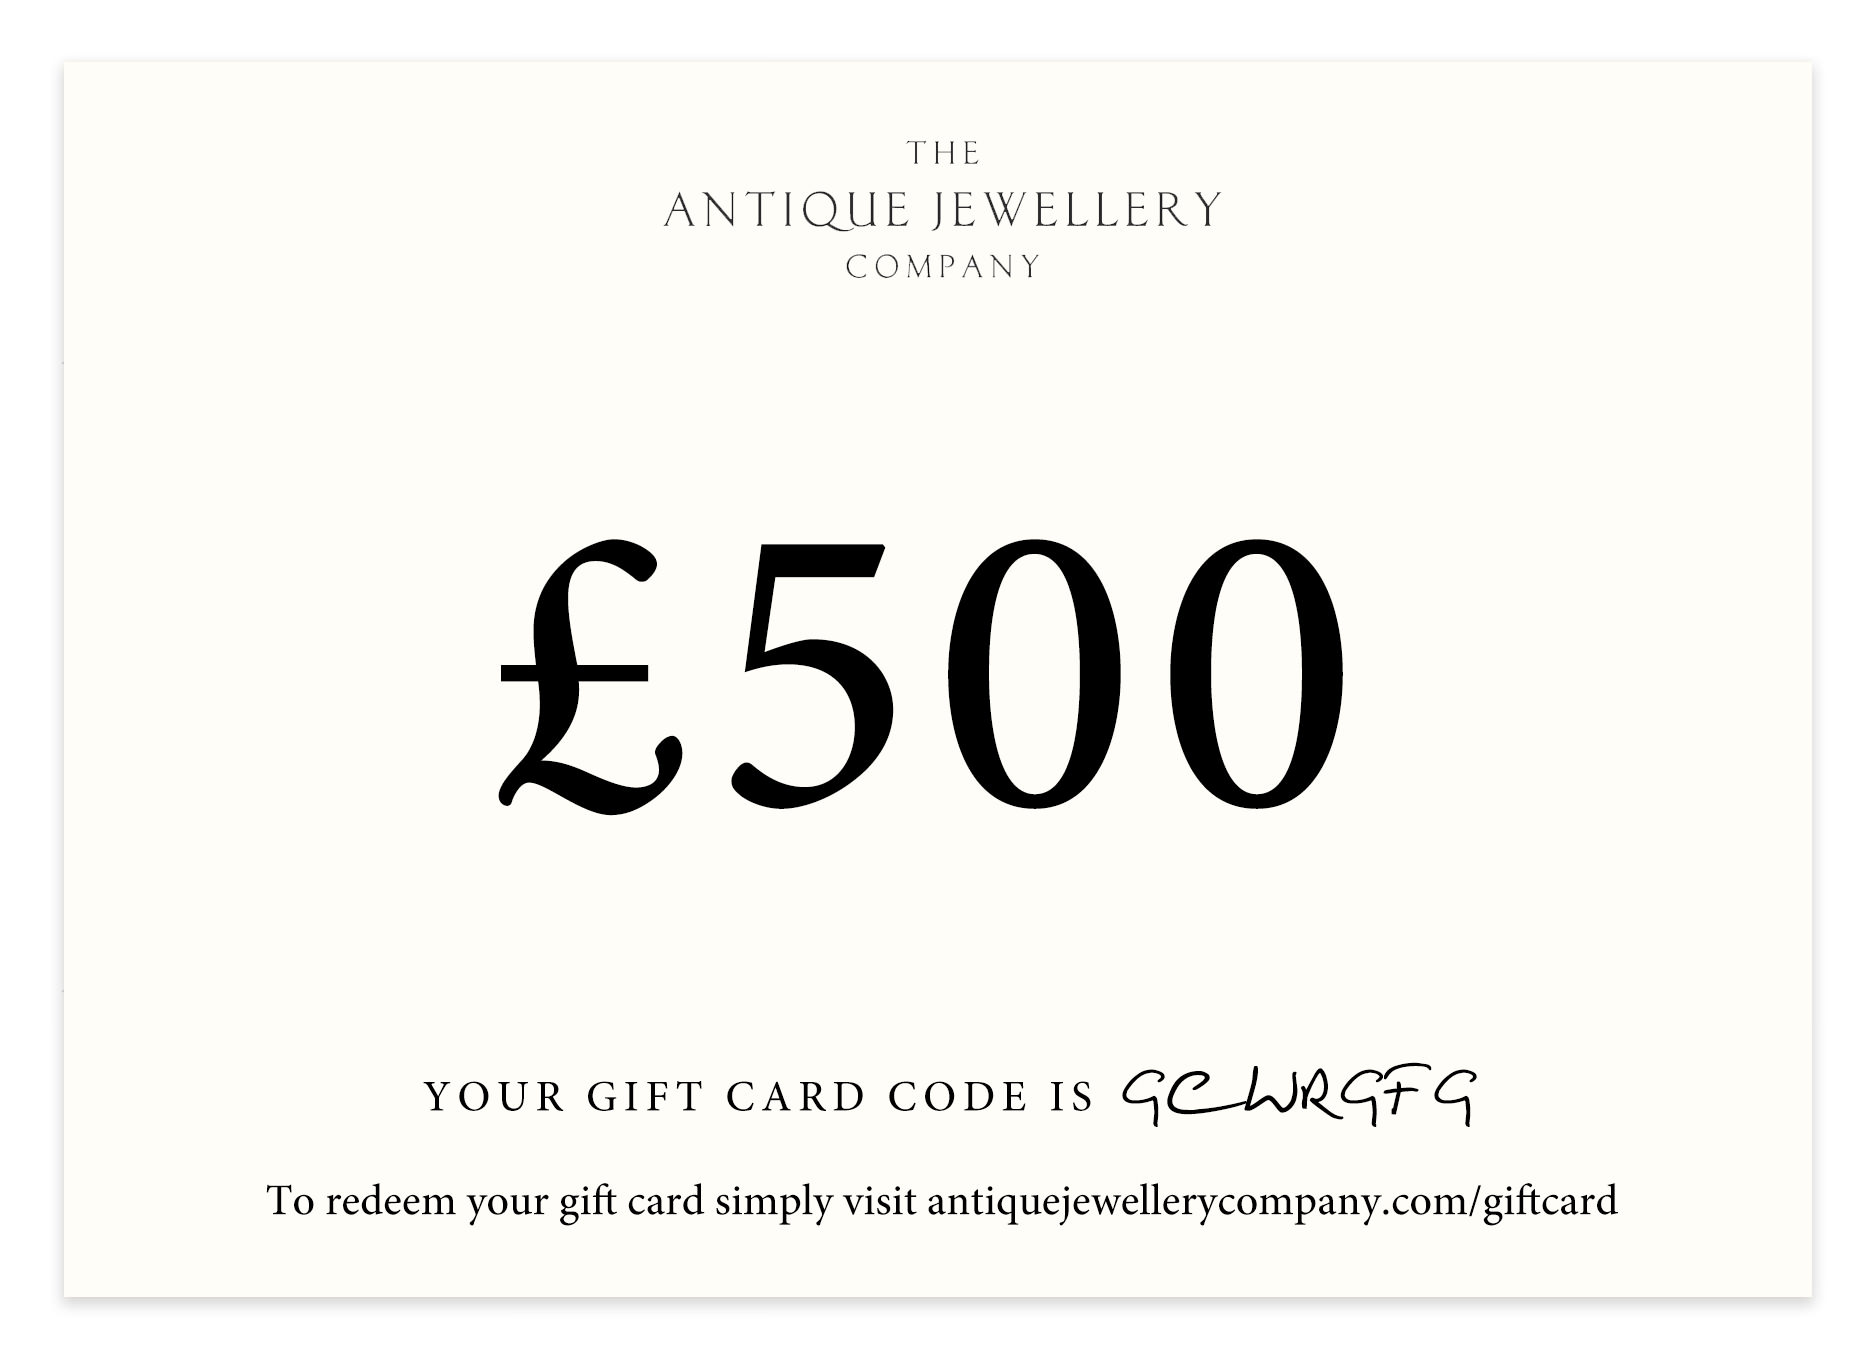 THE
ANTIQUE JEWELLERY
COMPANY
£500
YOUR GIFT CARD CODE IS GCWRGFG
To redeem your gift card simply visit antiquejewellerycompany.com/giftcard